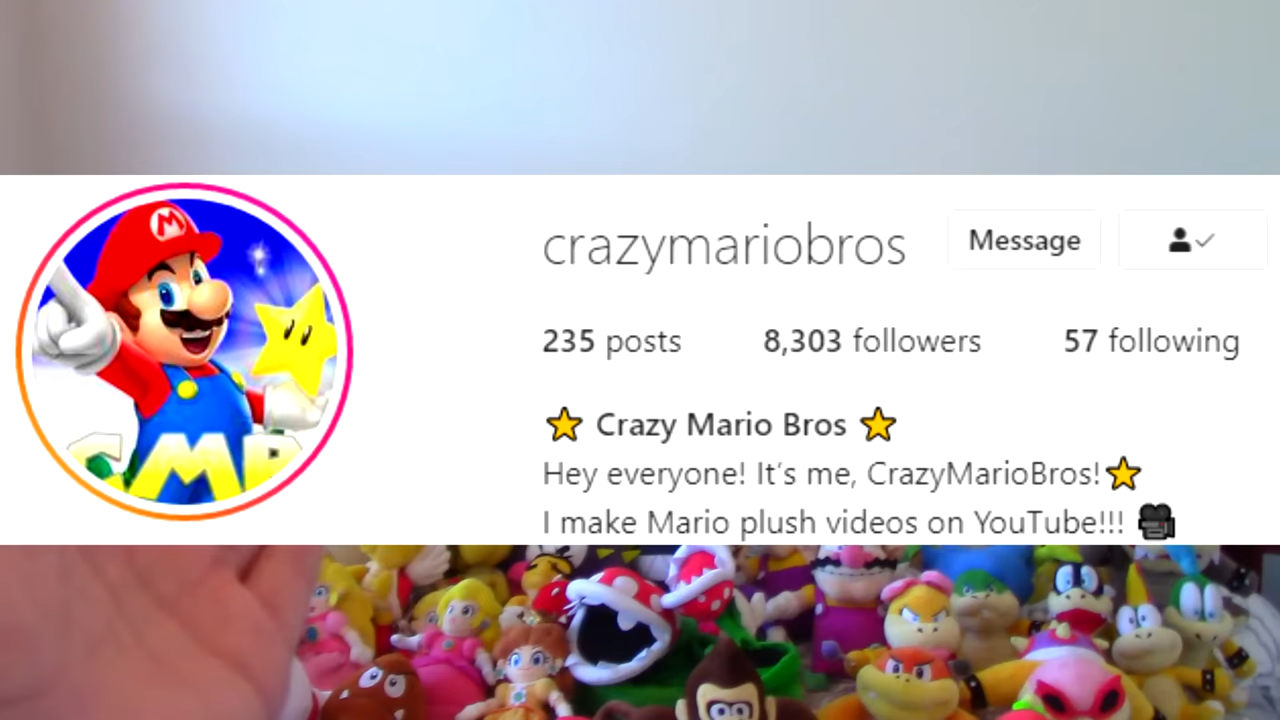 crazymariobros Message
235 posts 8,303 followers 57 following
⭐ Crazy Mario Bros ⭐
Hey everyone! It's me, CrazyMarioBros!⭐
I make Mario plush videos on YouTube!!! 🎥
M
CMB